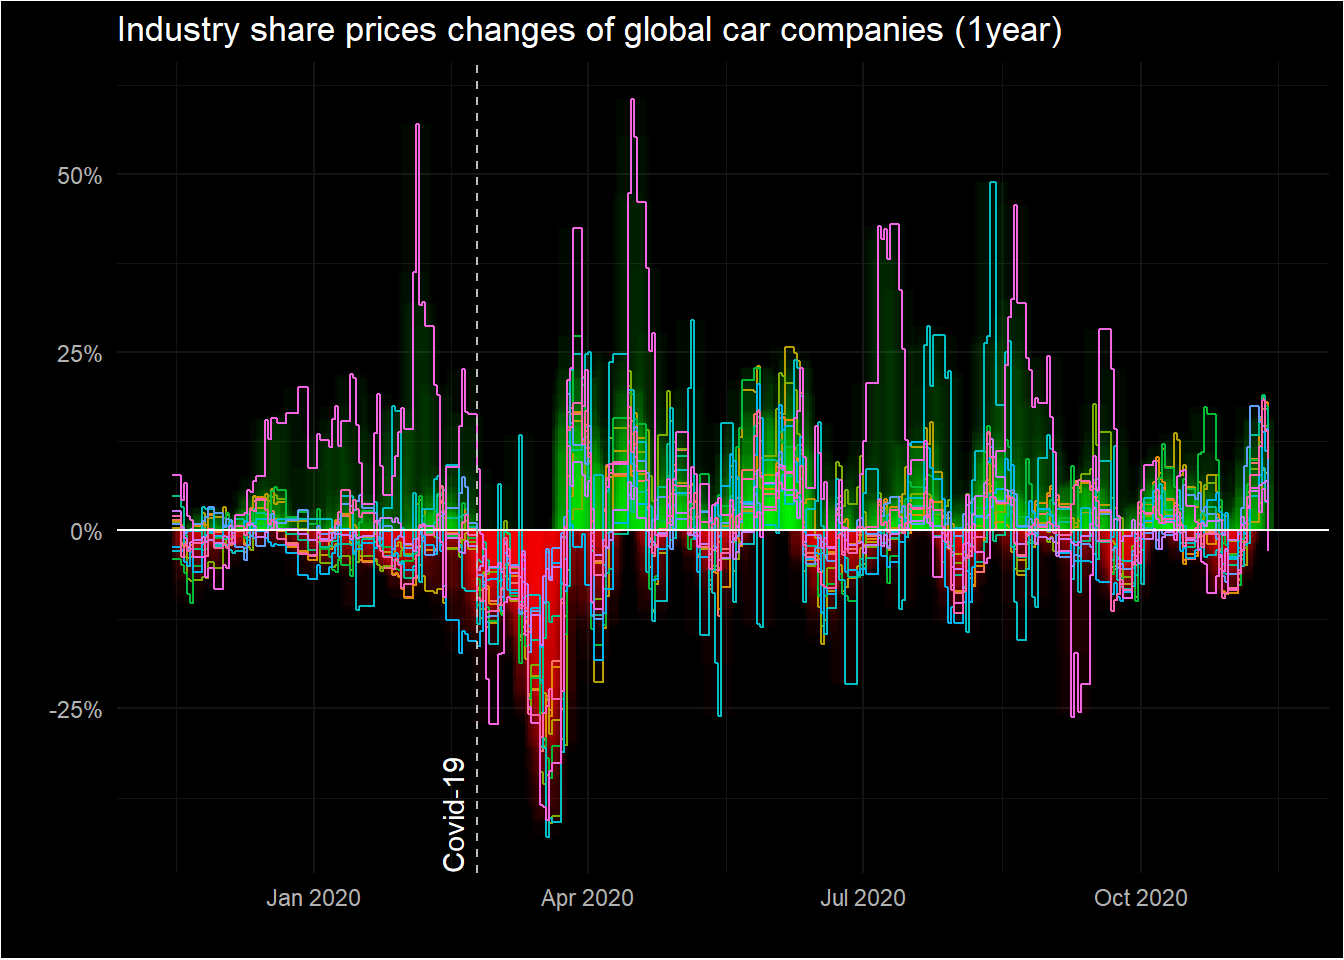 Industry share prices changes of global car companies (1year)
50%
25%
0%
-25%
Covid-19
Jan 2020
Apr 2020
Jul 2020
Oct 2020